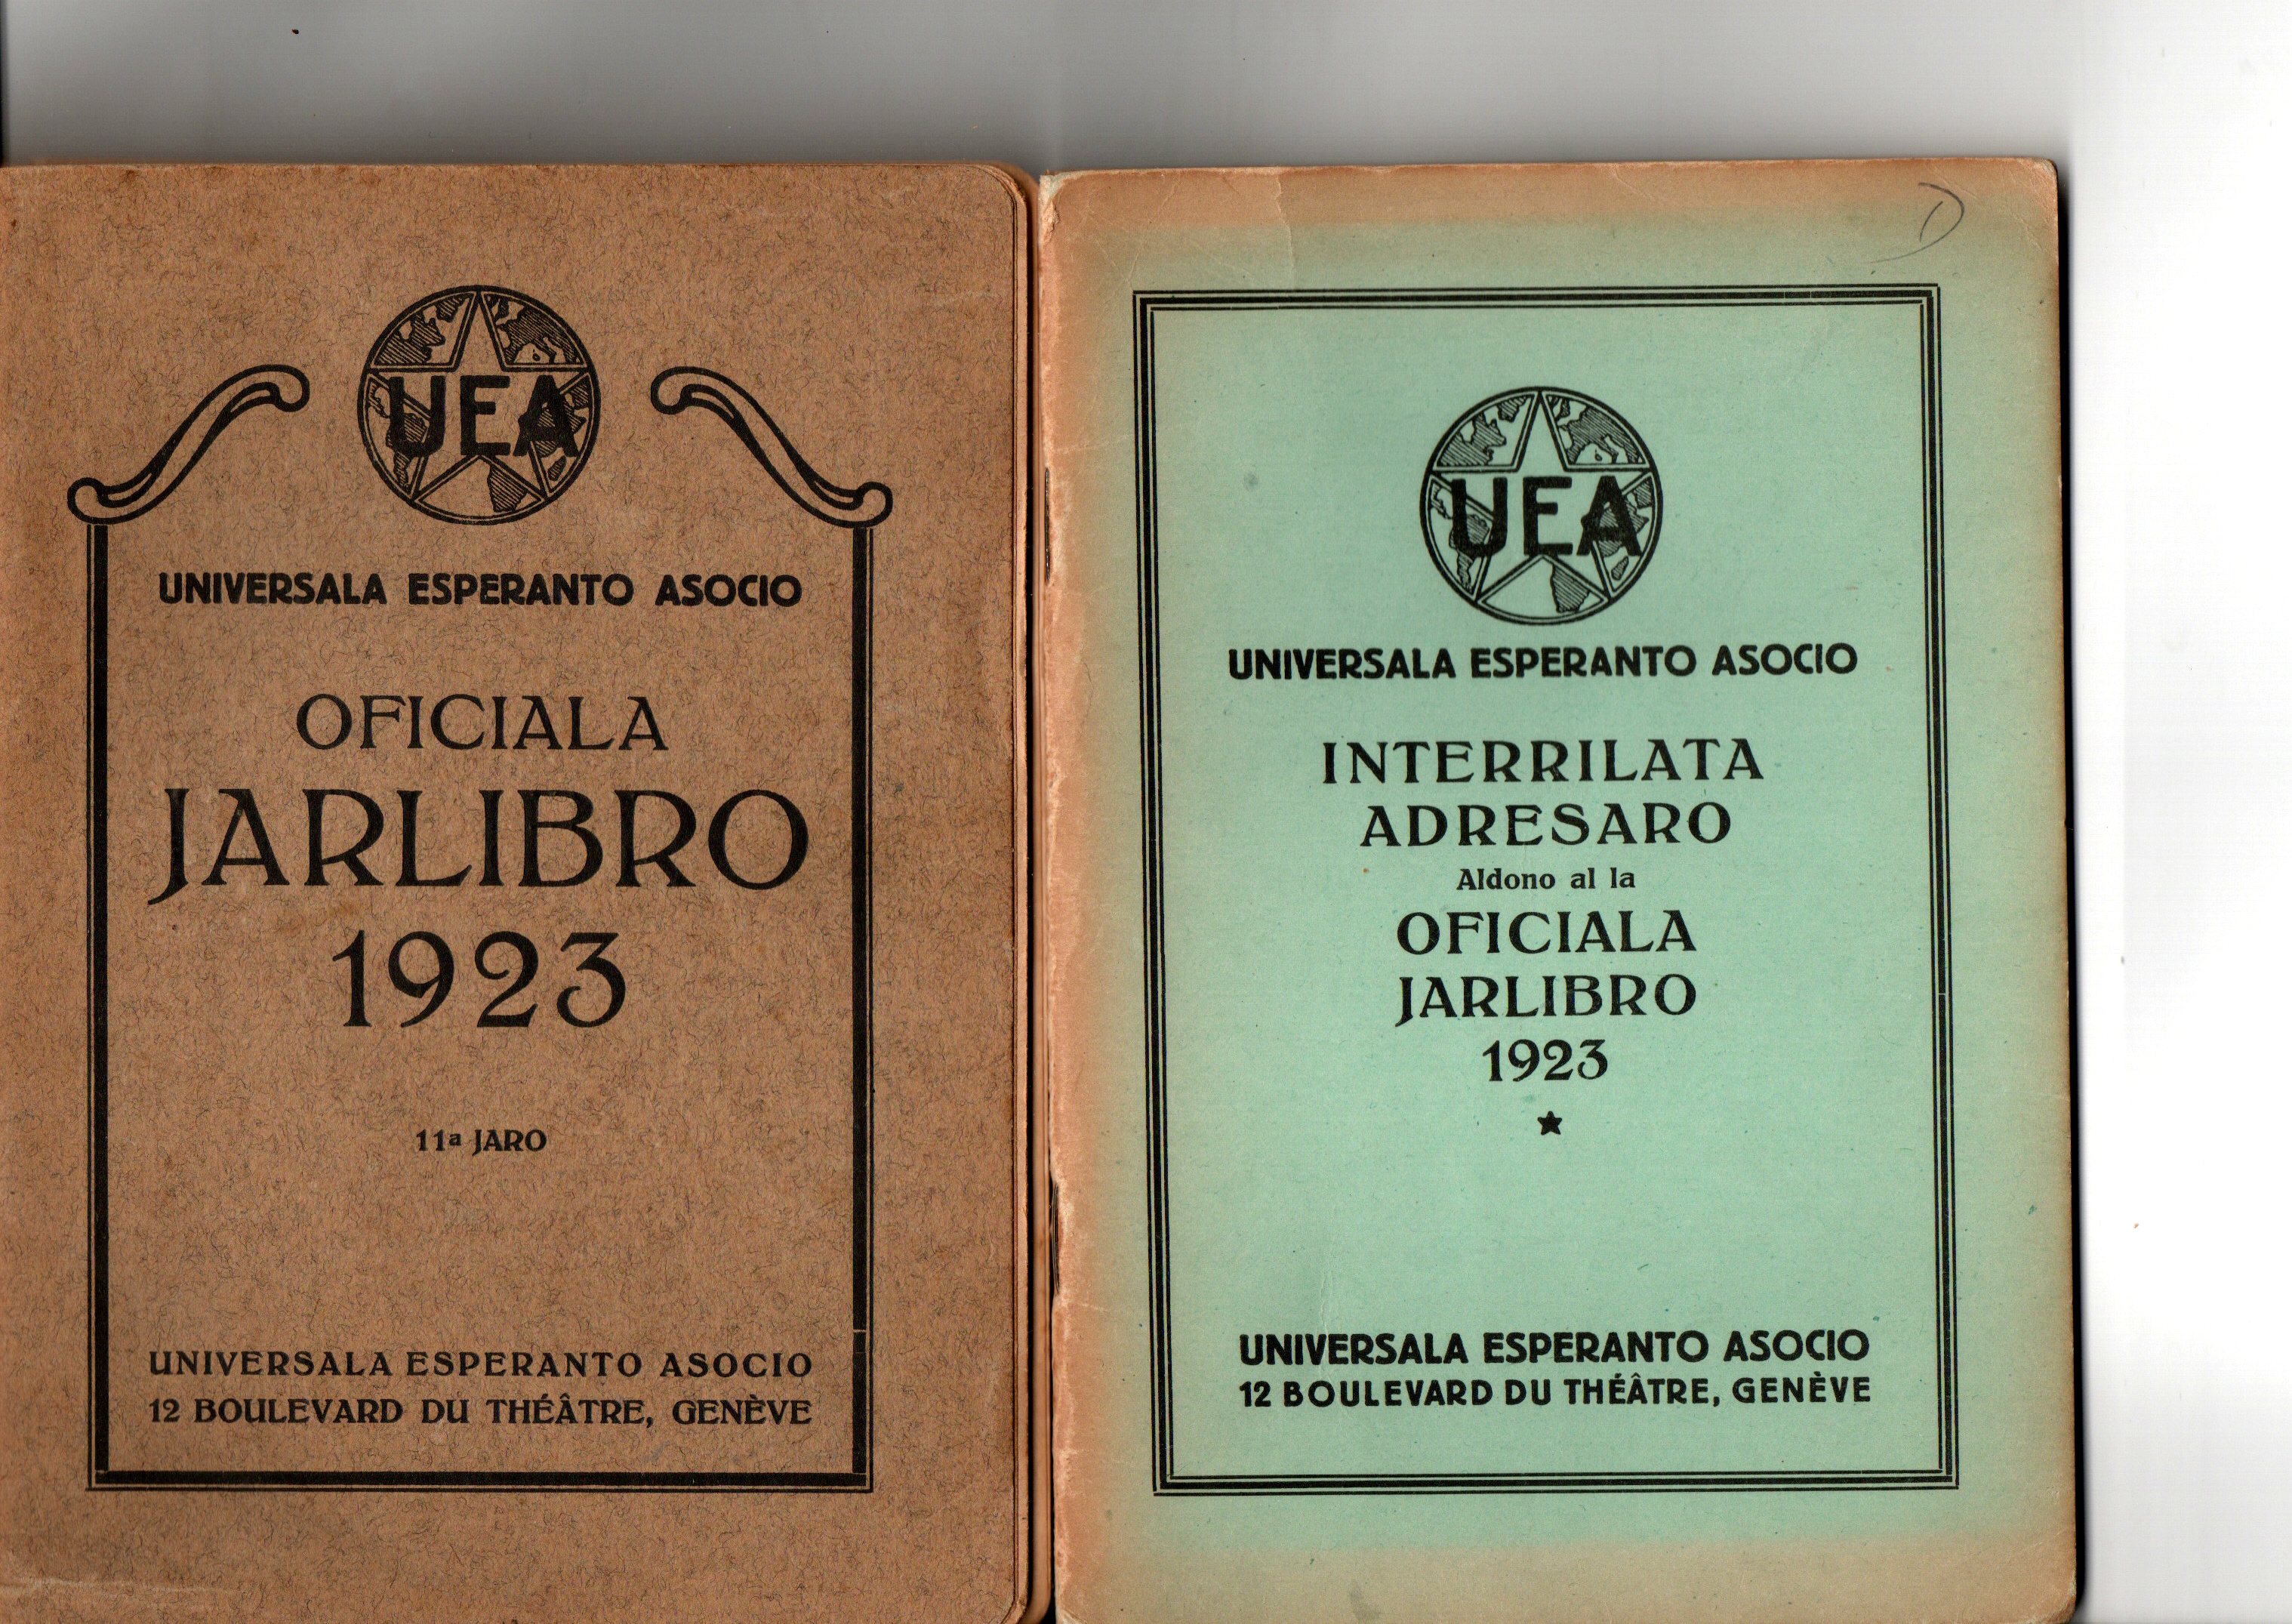 UEA
UNIVERSALA ESPERANTO ASOCIO
OFICIALA
JARLIBRO
1923
11a JARO
UNIVERSALA ESPERANTO ASOCIO
12 BOULEVARD DU THÉÂTRE, GENÈVE
UEA
UNIVERSALA ESPERANTO ASOCIO
INTERRILATA
ADRESARO
Aldono al la
OFICIALA
JARLIBRO
1923
UNIVERSALA ESPERANTO ASOCIO
12 BOULEVARD DU THÉÂTRE, GENÈVE